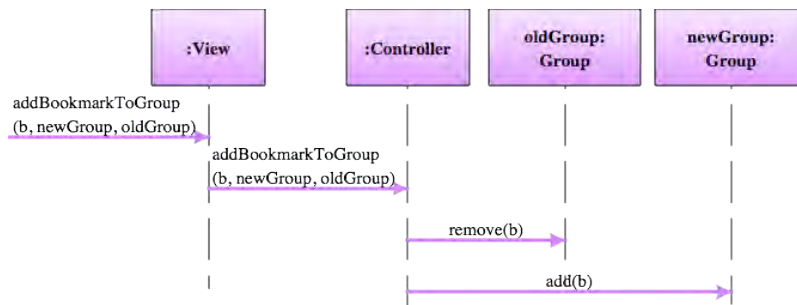 :View
:Controller
oldGroup:
Group
newGroup:
Group
addBookmarkToGroup
(b, newGroup, oldGroup)
addBookmarkToGroup
(b, newGroup, oldGroup)
remove(b)
add(b)